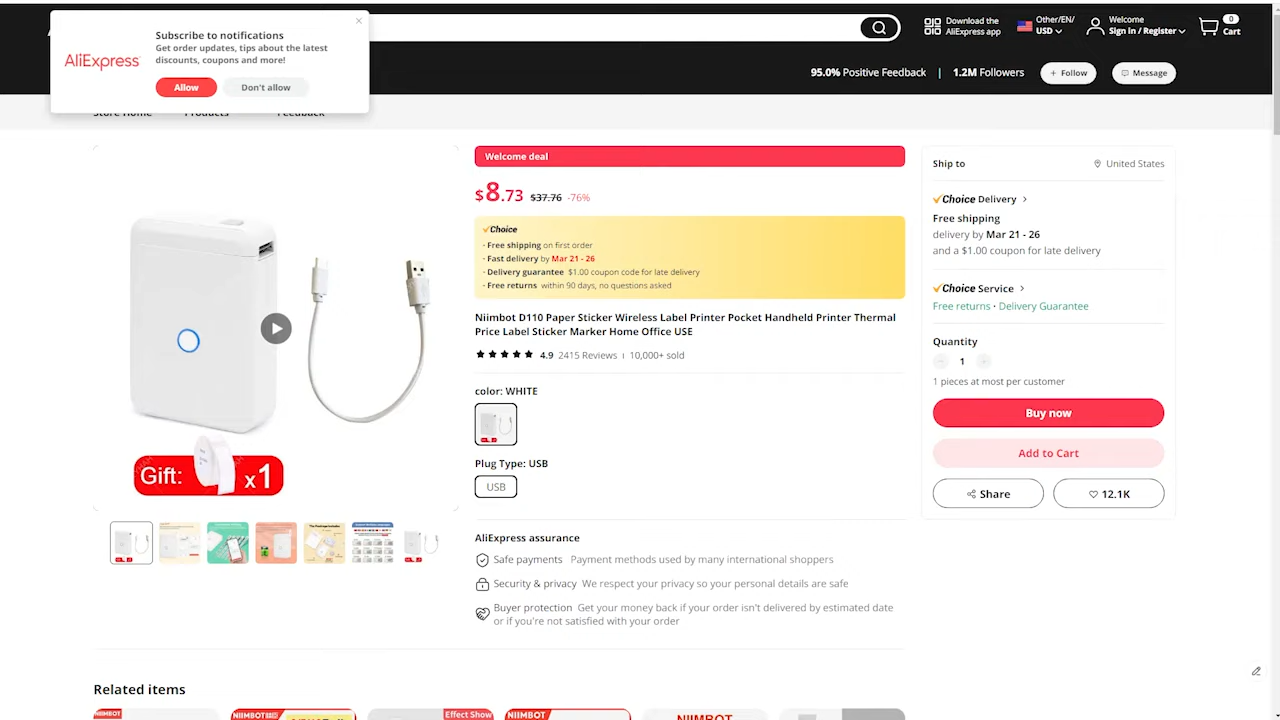 Subscribe to notifications
Get order updates, tips about the latest
discounts, coupons and more!
AliExpress
Allow
Don't allow
Download the
AliExpress app
Other/EN/
USD
Welcome
Sign in / Register
0
Cart
95.0% Positive Feedback | 1.2M Followers
+ Follow
Message
Store Home
Products
Feedback
Gift: x1
Welcome deal
$8.73 $37.76 -76%
Choice
· Free shipping on first order
· Fast delivery by Mar 21 - 26
· Delivery guarantee $1.00 coupon code for late delivery
· Free returns within 90 days, no questions asked
Niimbot D110 Paper Sticker Wireless Label Printer Pocket Handheld Printer Thermal
Price Label Sticker Marker Home Office USE
4.9 2415 Reviews | 10,000+ sold
color: WHITE
Plug Type: USB
USB
AliExpress assurance
Safe payments Payment methods used by many international shoppers
Security & privacy We respect your privacy so your personal details are safe
Buyer protection Get your money back if your order isn't delivered by estimated date
or if you're not satisfied with your order
Ship to
United States
Choice Delivery >
Free shipping
delivery by Mar 21 - 26
and a $1.00 coupon for late delivery
Choice Service >
Free returns · Delivery Guarantee
Quantity
1
1 pieces at most per customer
Buy now
Add to Cart
Share
12.1K
Related items
NIIMBOT
NIIMBOT
Effect Show
NIIMBOT
NIIMBOT